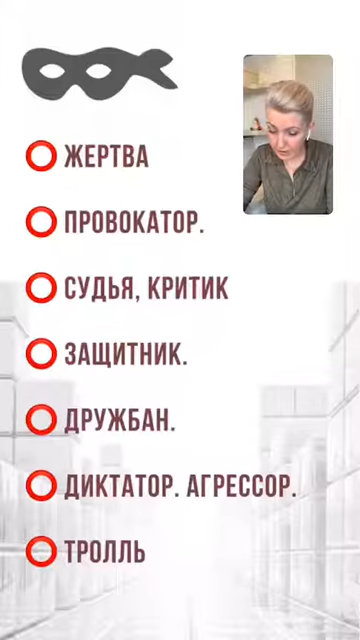 ЖЕРТВА
ПРОВОКАТОР.
СУДЬЯ, КРИТИК
ЗАЩИТНИК.
ДРУЖБАН.
ДИКТАТОР. АГРЕССОР.
ТРОЛЛЬ